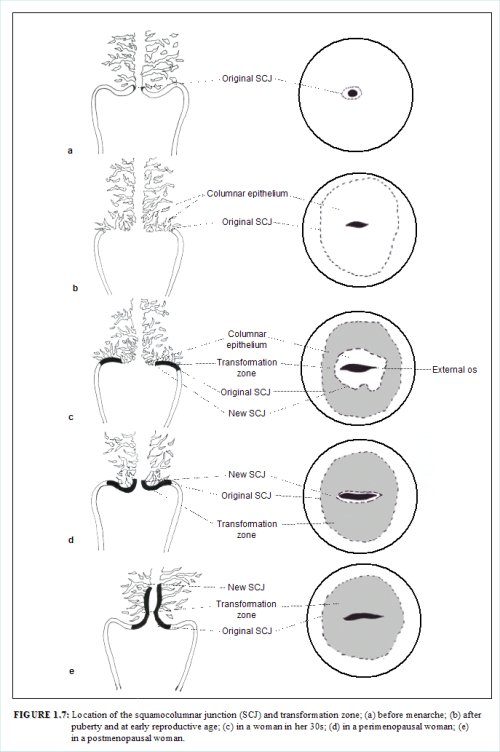 Original SCJ
a
Columnar epithelium
Original SCJ
b
Columnar
epithelium
Transformation
zone
External os
Original SCJ
New SCJ
c
New SCJ
Original SCJ
Transformation
zone
d
New SCJ
Transformation
zone
Original SCJ
e
FIGURE 1.7: Location of the squamocolumnar junction (SCJ) and transformation zone; (a) before menarche; (b) after
puberty and at early reproductive age; (c) in a woman in her 30s; (d) in a perimenopausal woman; (e)
in a postmenopausal woman.